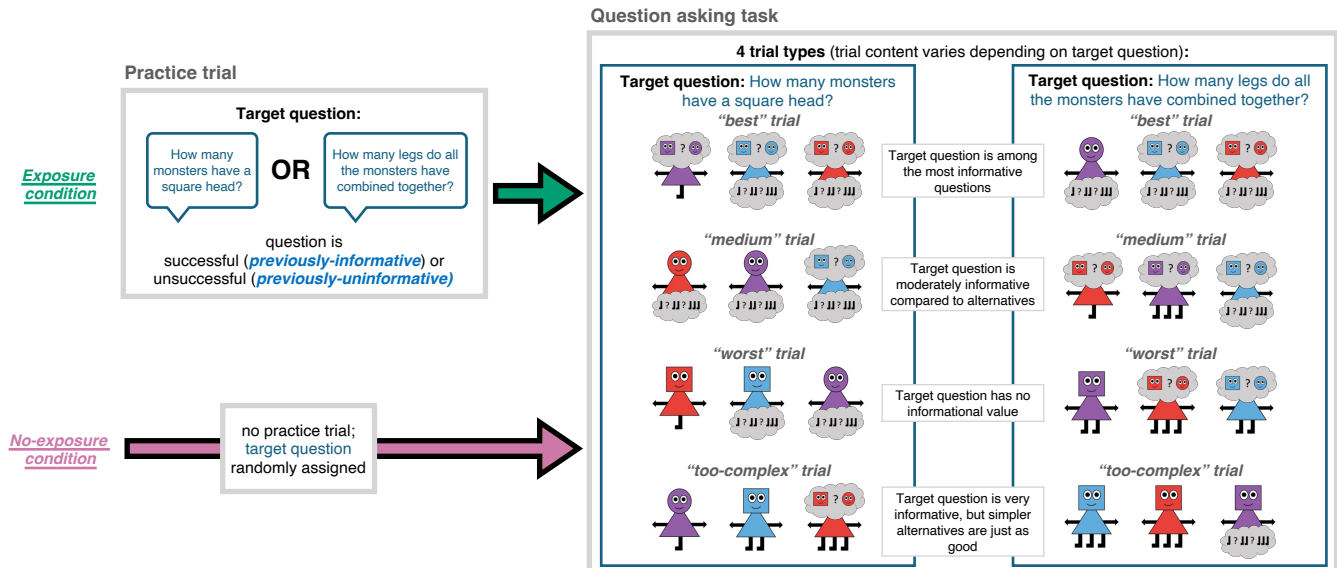 Question asking task
4 trial types (trial content varies depending on target question):
Practice trial
Target question:
How many
monsters have a
square head?
OR
How many legs do all
the monsters have
combined together?
question is
successful (previously-informative) or
unsuccessful (previously-uninformative)
Exposure
condition
No-exposure
condition
no practice trial;
target question
randomly assigned
Target question: How many monsters
have a square head?
"best" trial
? ? ?
? ? ? ? ?
"medium" trial
?
? ? ? ? ? ?
"worst" trial
? ? ? ?
"too-complex" trial
?
Target question is among
the most informative
questions
Target question is
moderately informative
compared to alternatives
Target question has no
informational value
Target question is very
informative, but simpler
alternatives are just as
good
Target question: How many legs do all
the monsters have combined together?
"best" trial
? ?
? ? ? ? ? ?
"medium" trial
? ? ?
? ?
"worst" trial
? ?
"too-complex" trial
? ?